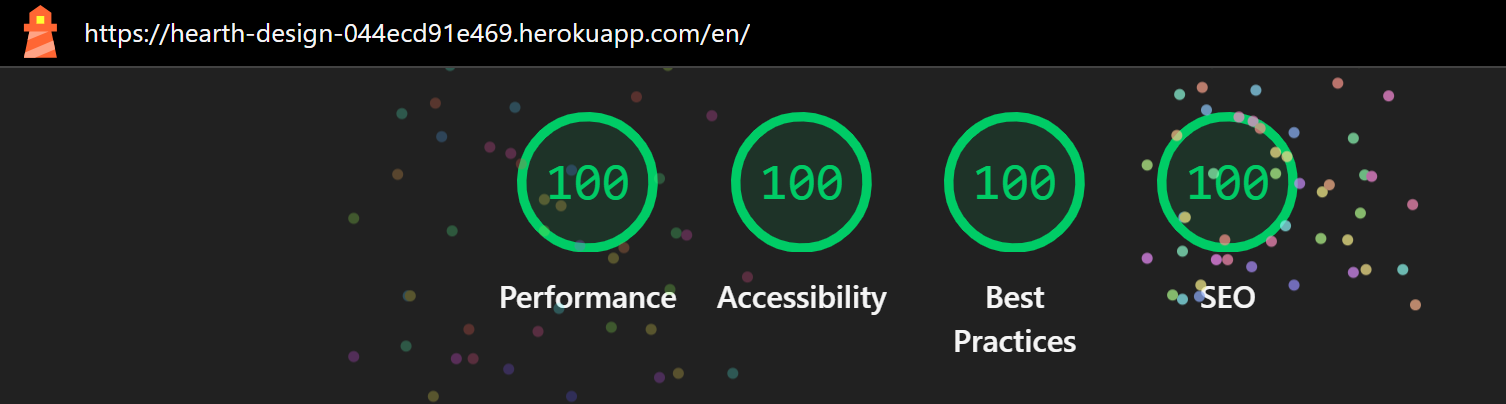 https://hearth-design-044ecd91e469.herokuapp.com/en/
100 100 100 100
Performance Accessibility Best SEO
Practices